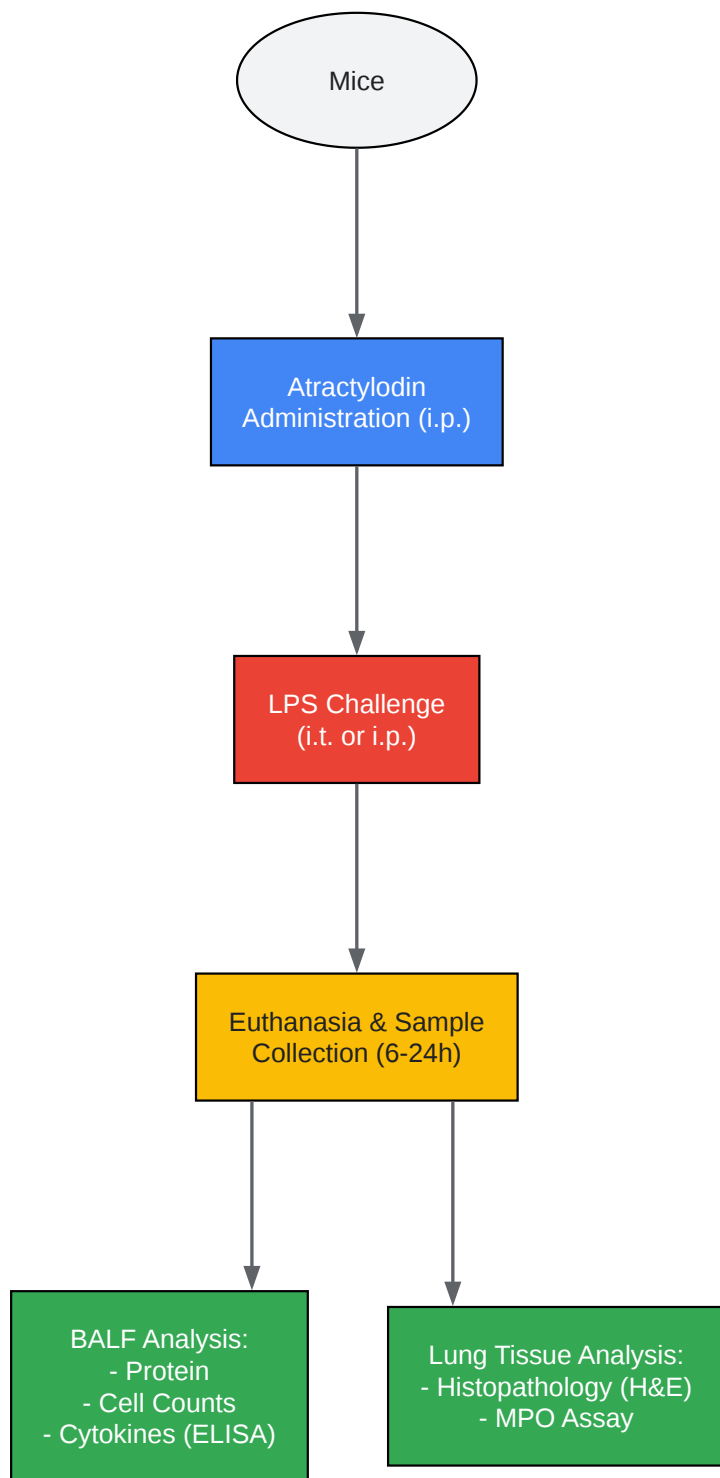 Mice
Atractylodin
Administration (i.p.)
LPS Challenge
(i.t. or i.p.)
Euthanasia & Sample
Collection (6-24h)
BALF Analysis:
- Protein
- Cell Counts
- Cytokines (ELISA)
Lung Tissue Analysis:
- Histopathology (H&E)
- MPO Assay